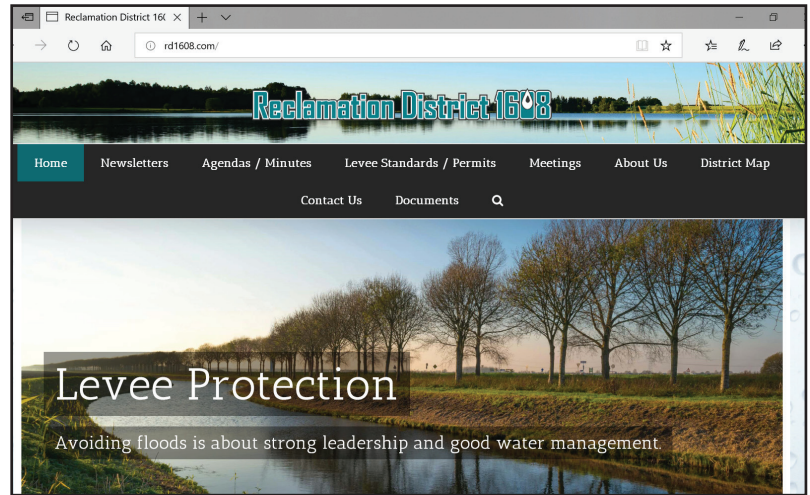 Reclamation District 16(
rd1608.com/
Reclamation District 1608
Home Newsletters Agendas / Minutes Levee Standards / Permits Meetings About Us District Map
Contact Us Documents
Levee Protection
Avoiding floods is about strong leadership and good water management.